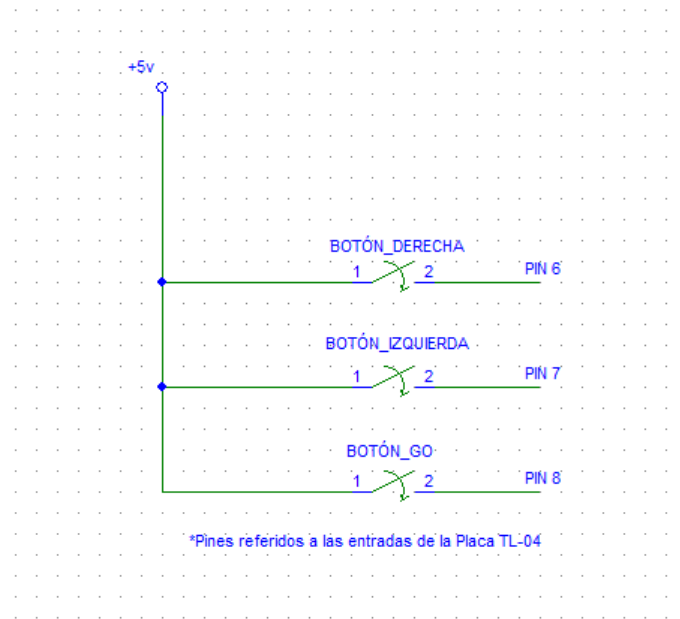 +5v
BOTÓN_DERECHA
1 2 PIN 6
BOTÓN_IZQUIERDA
1 2 PIN 7
BOTÓN_GO
1 2 PIN 8
*Pines referidos a las entradas de la Placa TL-04